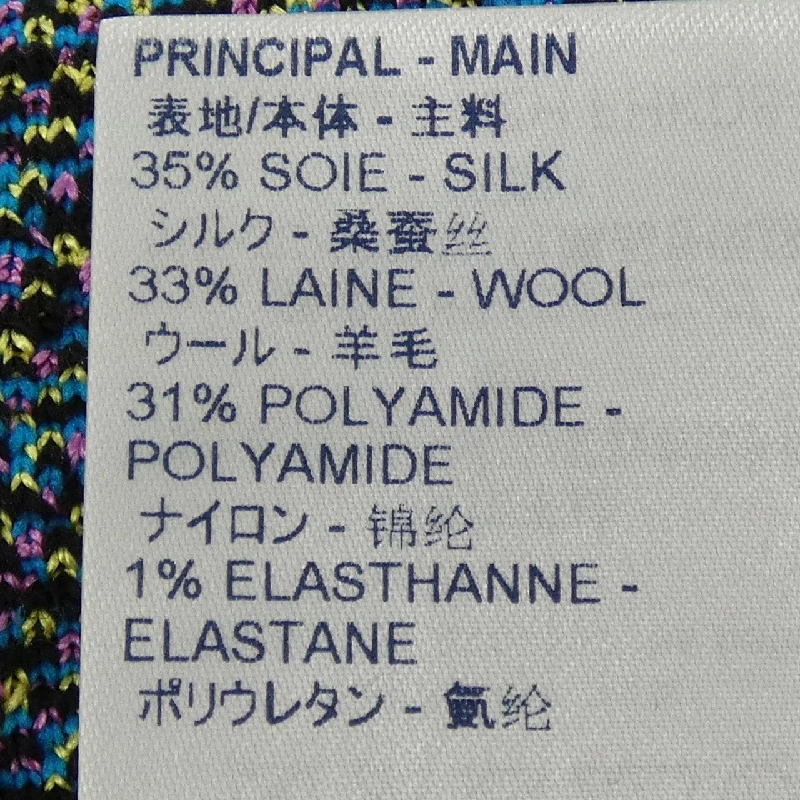 PRINCIPAL - MAIN
表地/本体 - 主料
35% SOIE - SILK
シルク - 桑蚕丝
33% LAINE - WOOL
ウール - 羊毛
31% POLYAMIDE -
POLYAMIDE
ナイロン - 锦纶
1% ELASTHANNE -
ELASTANE
ポリウレタン - 氨纶